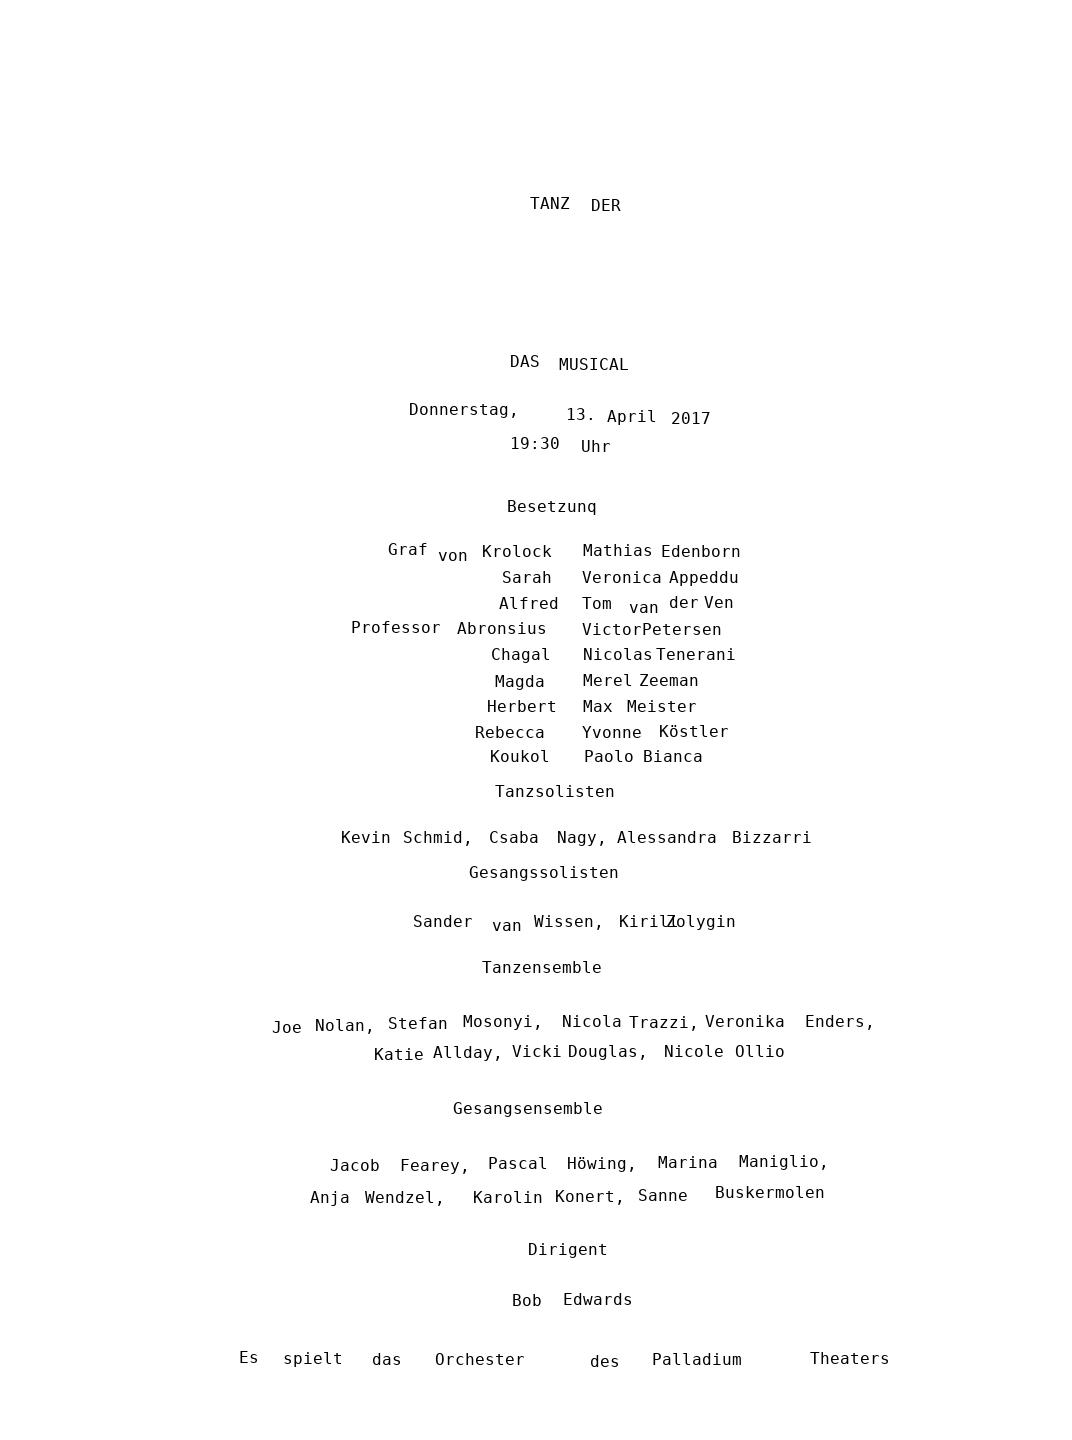 TANZ DER
DAS MUSICAL
Donnerstag, 13. April 2017
19:30 Uhr
Besetzunq
Graf von Krolock Mathias Edenborn
Sarah Veronica Appeddu
Alfred Tom van der Ven
Professor Abronsius Victor Petersen
Chagal Nicolas Tenerani
Magda Merel Zeeman
Herbert Max Meister
Rebecca Yvonne Köstler
Koukol Paolo Bianca
Tanzsolisten
Kevin Schmid, Csaba Nagy, Alessandra Bizzarri
Gesangssolisten
Sander van Wissen, Kirill Zolygin
Tanzensemble
Joe Nolan, Stefan Mosonyi, Nicola Trazzi, Veronika Enders,
Katie Allday, Vicki Douglas, Nicole Ollio
Gesangsensemble
Jacob Fearey, Pascal Höwing, Marina Maniglio,
Anja Wendzel, Karolin Konert, Sanne Buskermolen
Dirigent
Bob Edwards
Es spielt das Orchester des Palladium Theaters